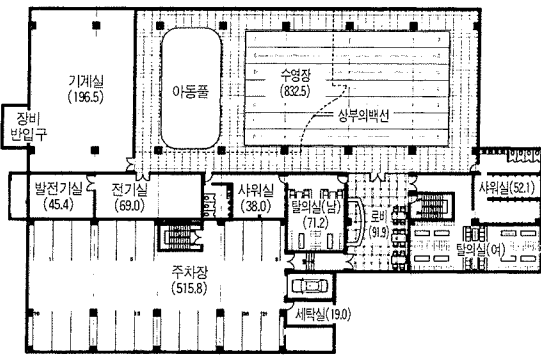 기계실
(196.5)
아동풀
수영장
(832.5)
상부의백선
장비
반입구
발전기실
(45.4)
전기실
(69.0)
샤워실
(38.0)
탈의실(남)
(71.2)
로비
(91.9)
샤워실(52.1)
탈의실(여)
주차장
(515.8)
세탁실(19.0)